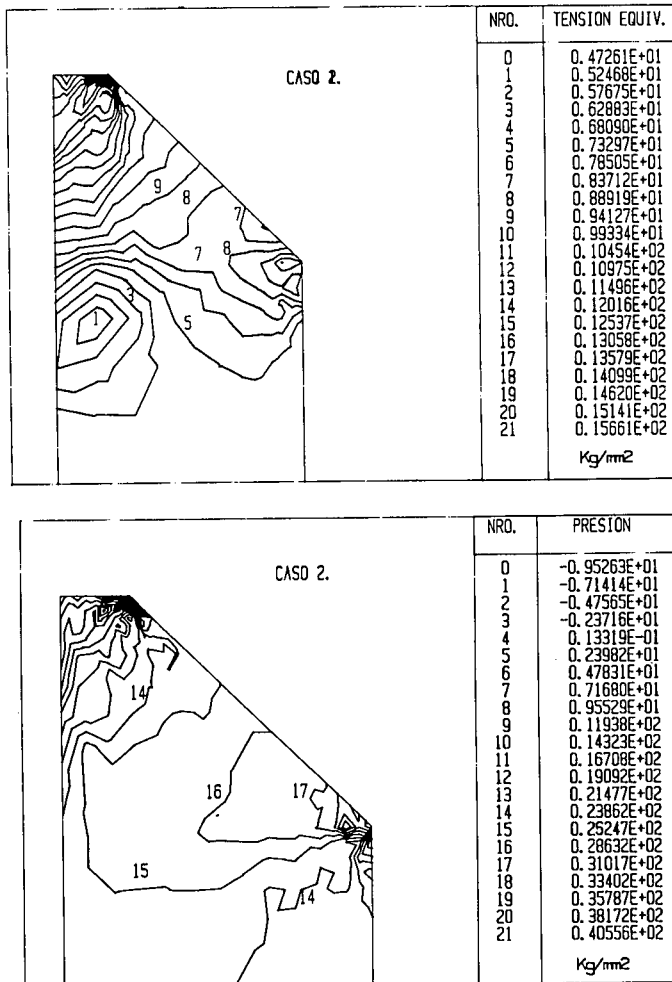 NRO. TENSION EQUIV.
CASO 2.
0 0.47261E+01
1 0.52468E+01
2 0.57675E+01
3 0.62883E+01
4 0.68090E+01
5 0.73297E+01
6 0.78505E+01
7 0.83712E+01
8 0.88919E+01
9 0.94127E+01
10 0.99334E+01
11 0.10454E+02
12 0.10975E+02
13 0.11496E+02
14 0.12016E+02
15 0.12537E+02
16 0.13058E+02
17 0.13579E+02
18 0.14099E+02
19 0.14620E+02
20 0.15141E+02
21 0.15661E+02
Kg/mm2
9
8
7
7
8
3
1
5
NRO. PRESION
CASO 2.
0 -0.95263E+01
1 -0.71414E+01
2 -0.47565E+01
3 -0.23716E+01
4 0.13319E-01
5 0.23982E+01
6 0.47831E+01
7 0.71680E+01
8 0.95529E+01
9 0.11938E+02
10 0.14323E+02
11 0.16708E+02
12 0.19092E+02
13 0.21477E+02
14 0.23862E+02
15 0.26247E+02
16 0.28632E+02
17 0.31017E+02
18 0.33402E+02
19 0.35787E+02
20 0.38172E+02
21 0.40556E+02
Kg/mm2
14
16
17
15
14